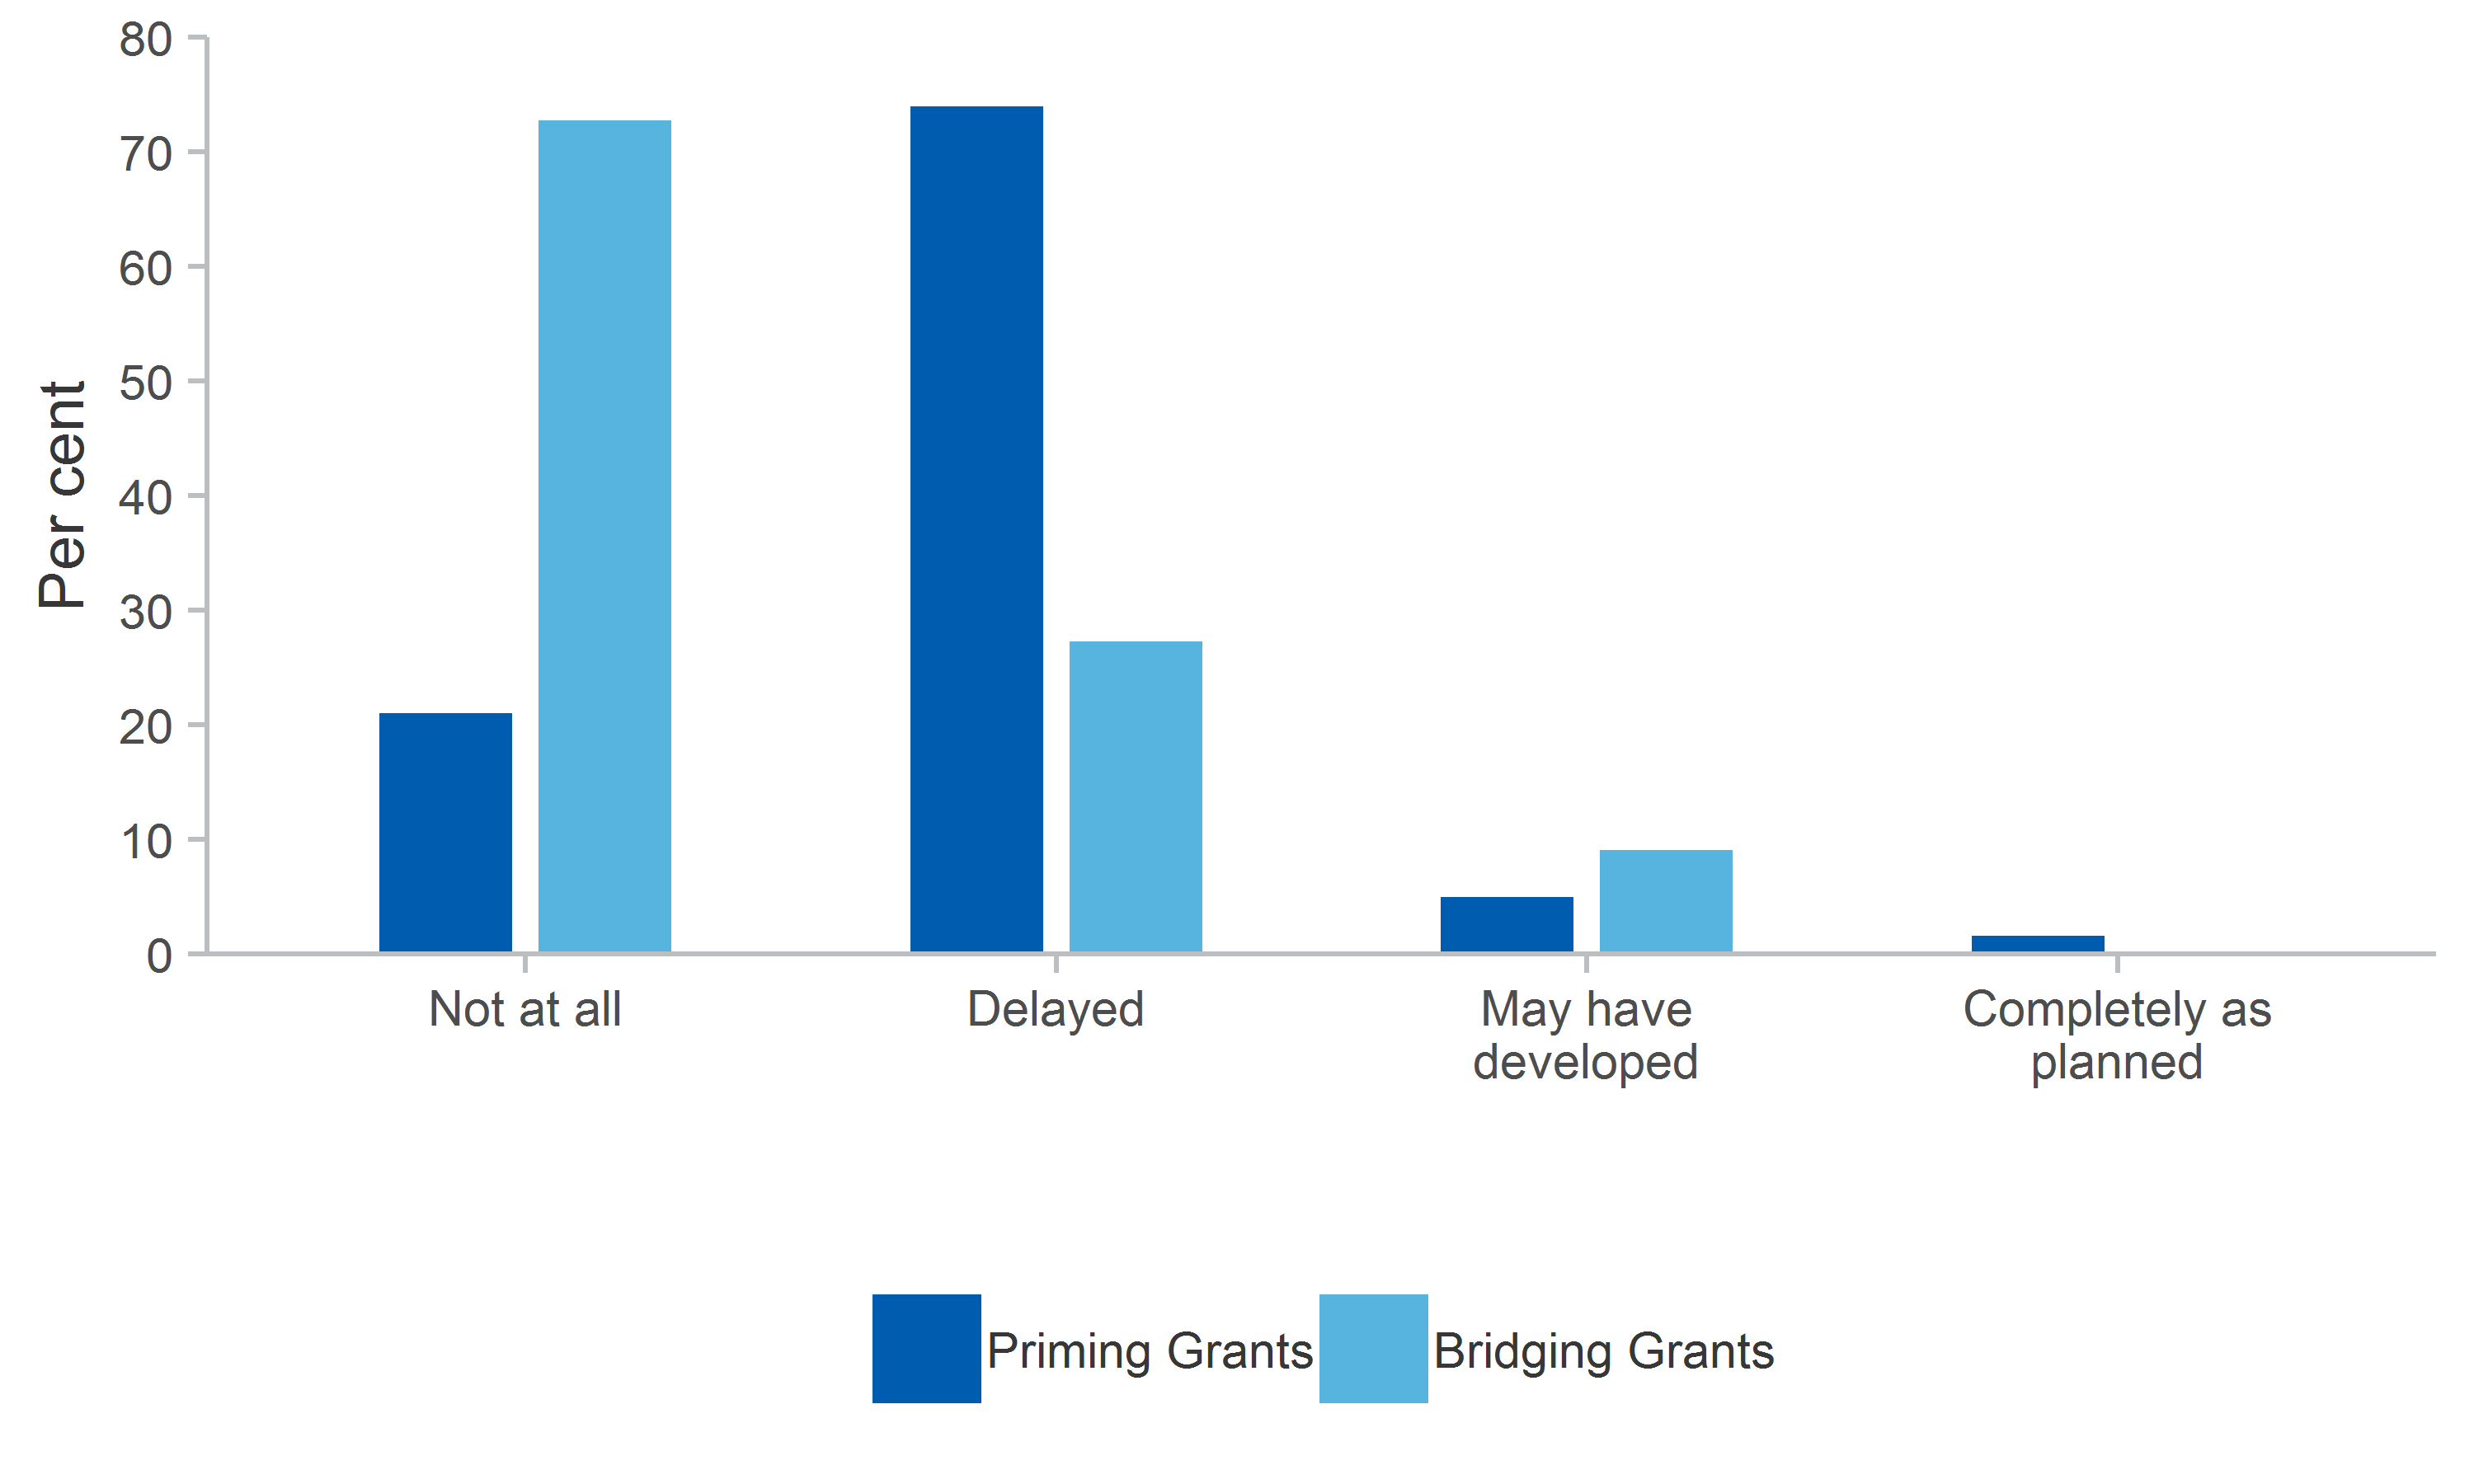 Per cent
80
70
60
50
40
30
20
10
0
Not at all
Delayed
May have
developed
Completely as
planned
Priming Grants
Bridging Grants